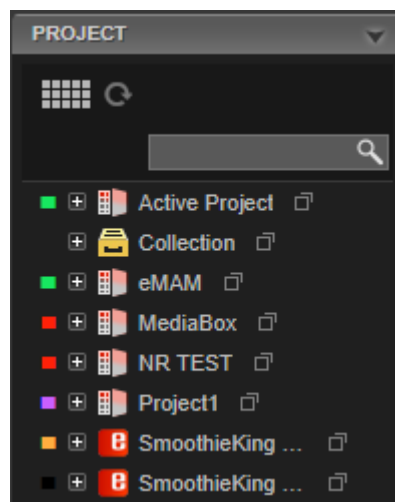 PROJECT
Active Project
Collection
eMAM
MediaBox
NR TEST
Project1
SmoothieKing ...
SmoothieKing ...